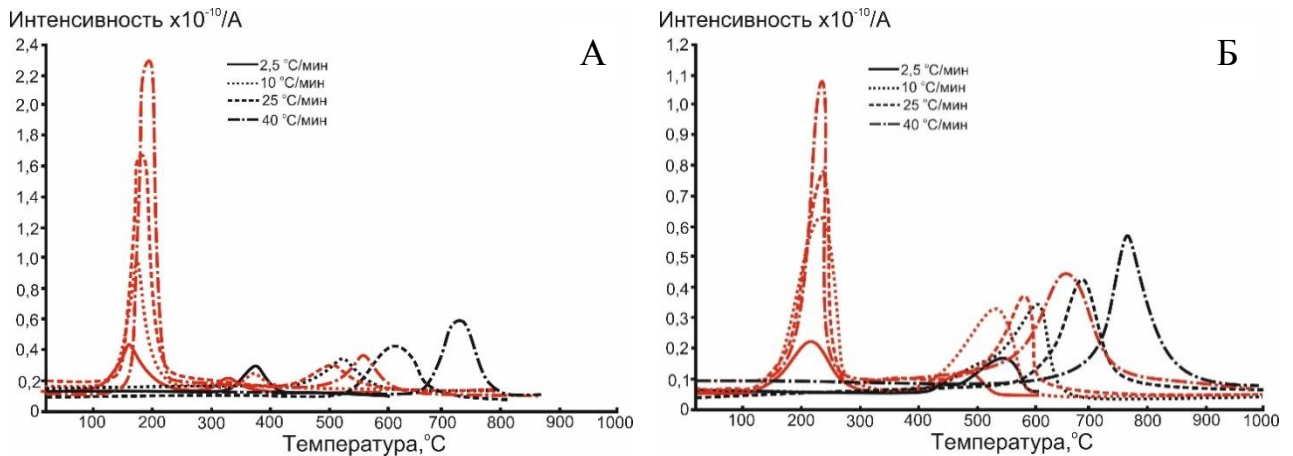 Интенсивность x10⁻¹⁰/А
А
2,4
2,2
2,0
1,8
1,6
1,4
1,2
1,0
0,8
0,6
0,4
0,2
0
2,5 °С/мин
10 °С/мин
25 °С/мин
40 °С/мин
100 200 300 400 500 600 700 800 900 1000
Температура,°С
Интенсивность x10⁻¹⁰/А
Б
1,2
1,1
1,0
0,9
0,8
0,7
0,6
0,5
0,4
0,3
0,2
0,1
0
2,5 °С/мин
10 °С/мин
25 °С/мин
40 °С/мин
100 200 300 400 500 600 700 800 900 1000
Температура,°С